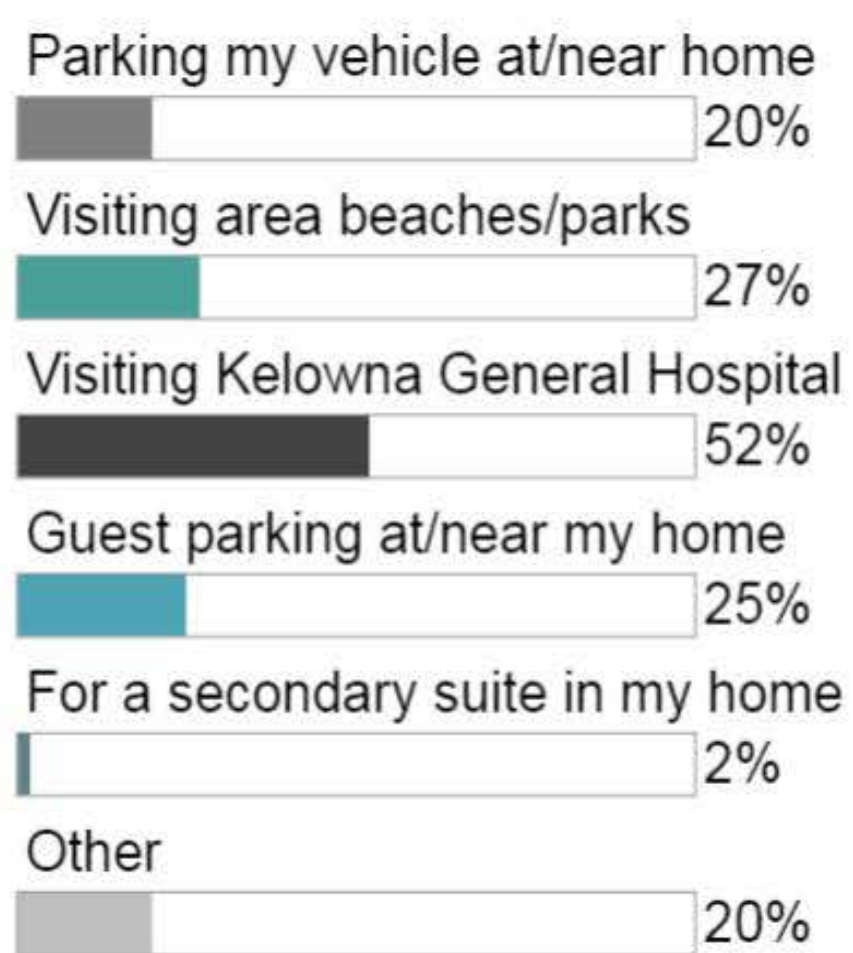 Parking my vehicle at/near home
20%
Visiting area beaches/parks
27%
Visiting Kelowna General Hospital
52%
Guest parking at/near my home
25%
For a secondary suite in my home
2%
Other
20%